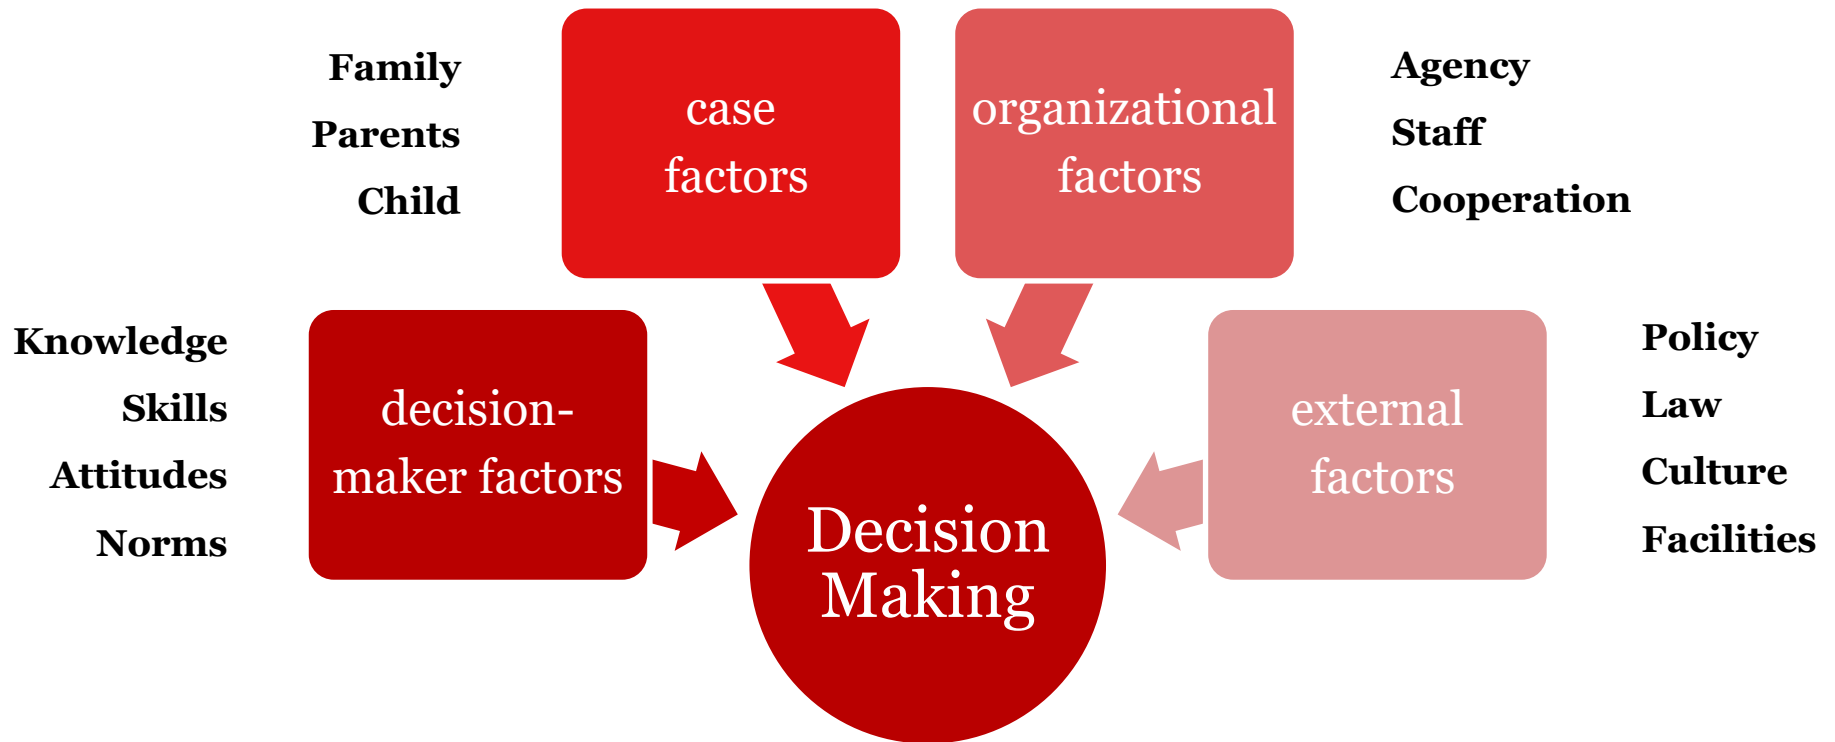 Family
Parents
Child
case
factors
organizational
factors
Agency
Staff
Cooperation
Knowledge
Skills
Attitudes
Norms
decision-
maker factors
external
factors
Policy
Law
Culture
Facilities
Decision
Making